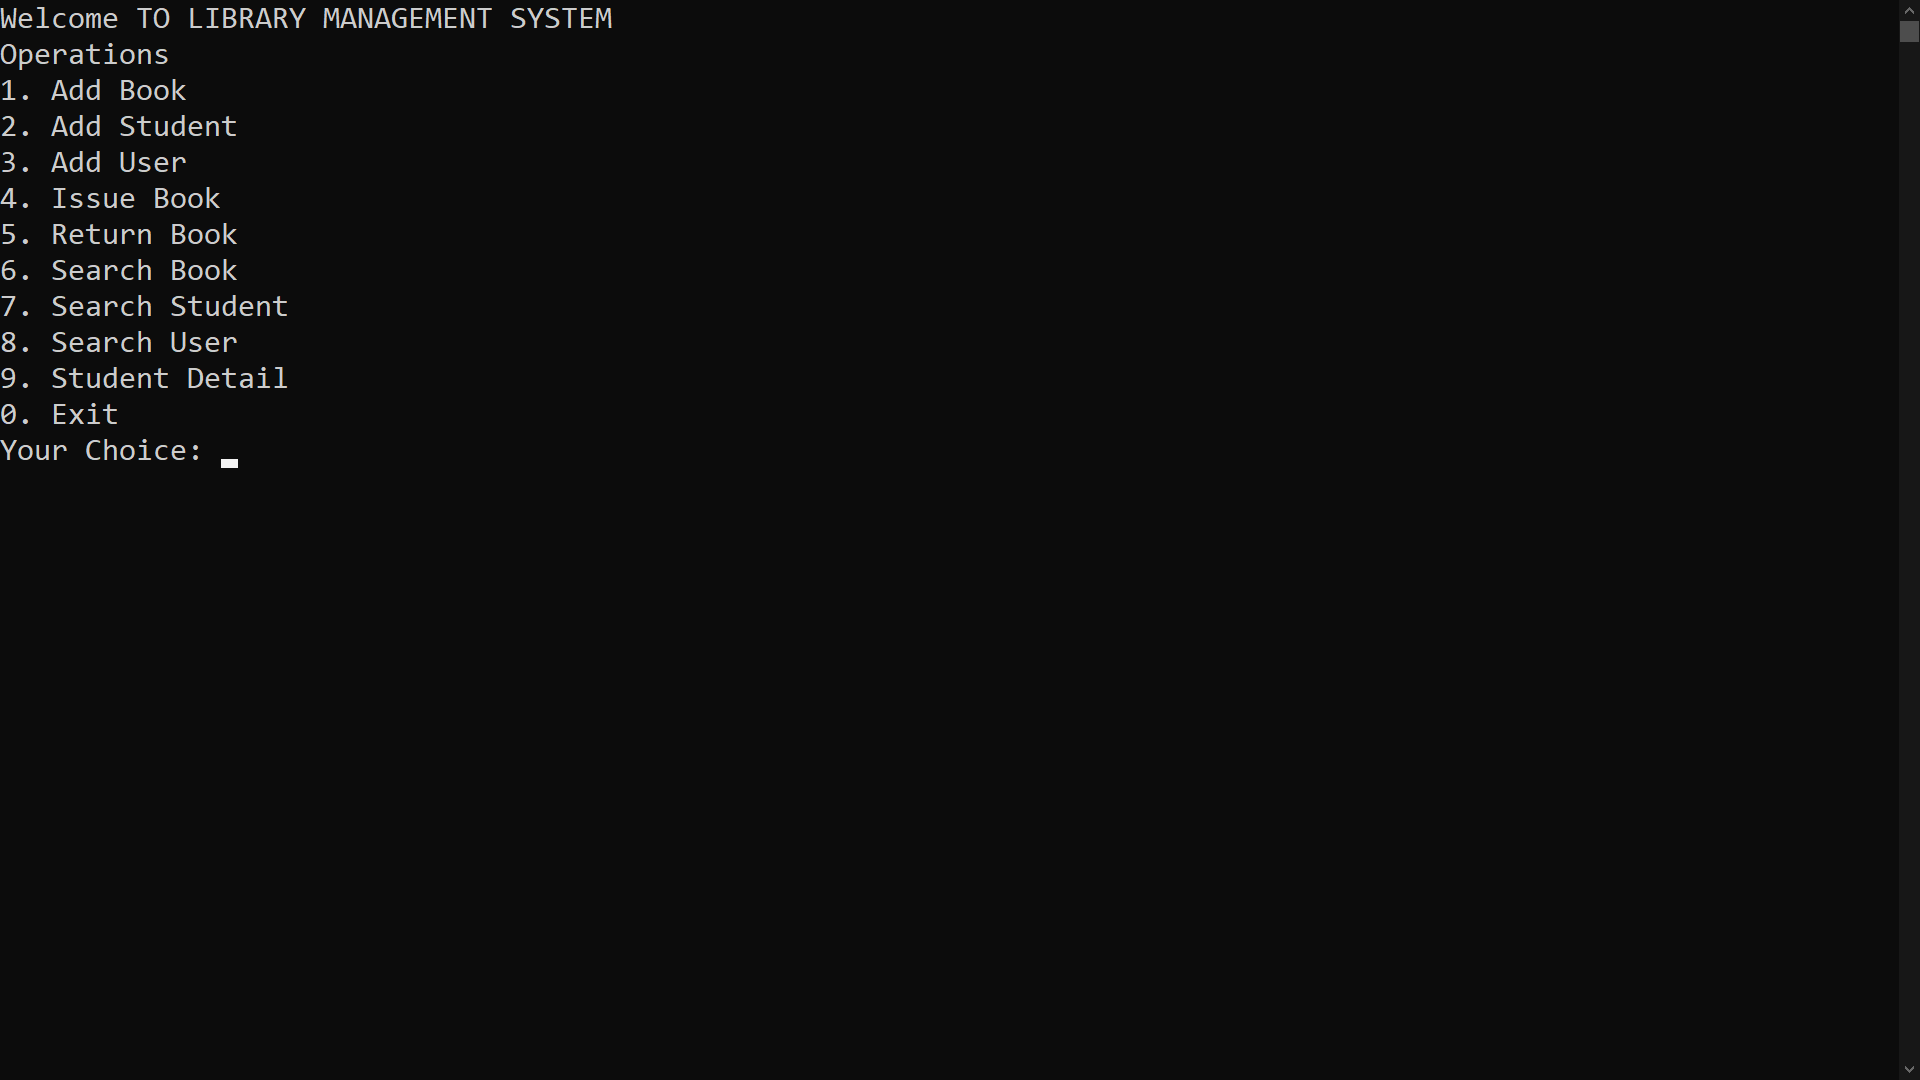 Welcome TO LIBRARY MANAGEMENT SYSTEM
Operations
1. Add Book
2. Add Student
3. Add User
4. Issue Book
5. Return Book
6. Search Book
7. Search Student
8. Search User
9. Student Detail
0. Exit
Your Choice: